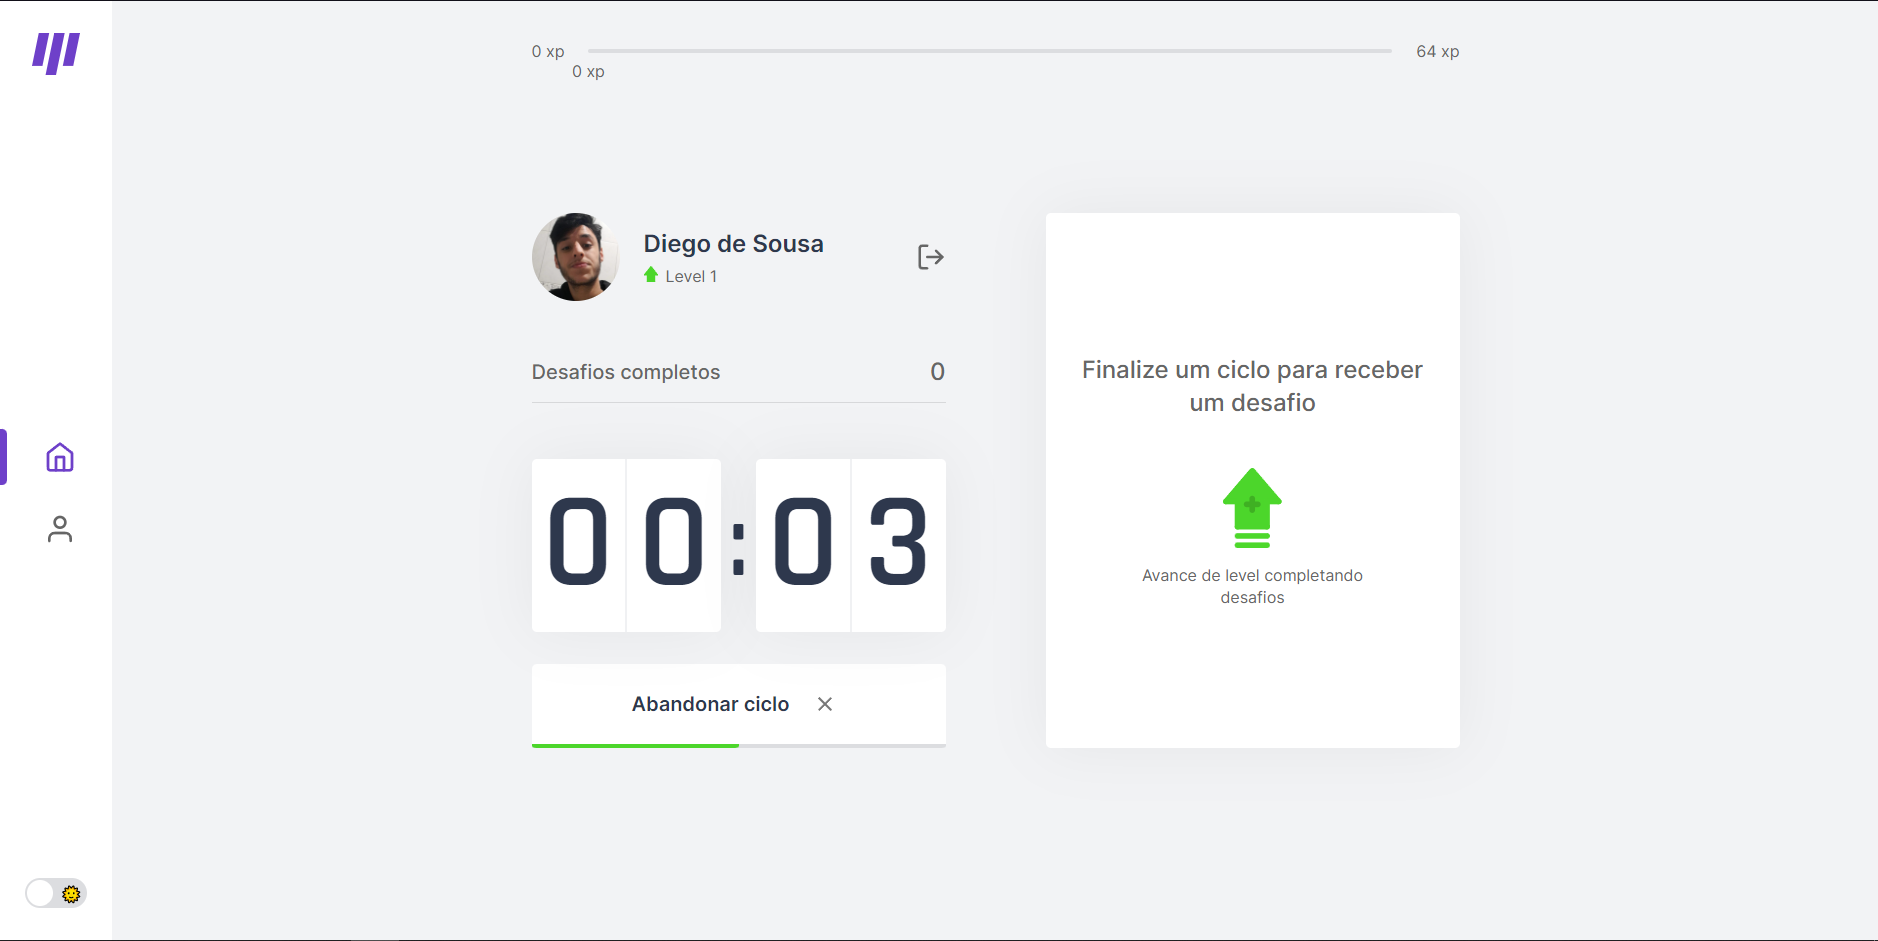 0 xp
64 xp
0 xp
Diego de Sousa
Level 1
Desafios completos
0
00:03
Abandonar ciclo
Finalize um ciclo para receber
um desafio
Avance de level completando
desafios